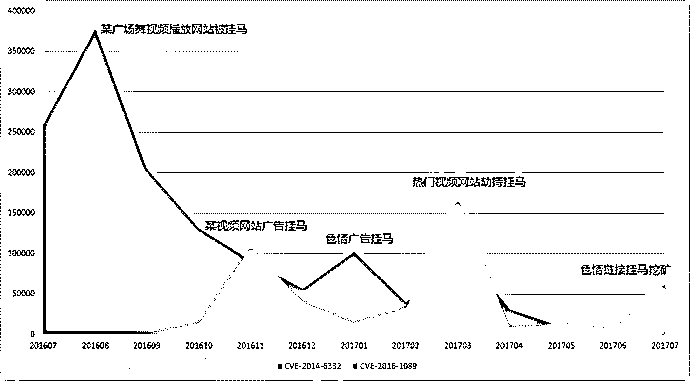 400000
某广场舞视频播放网站被挂马
350000
300000
250000
200000
热门视频网站劫持挂马
150000
某视频网站广告挂马
色情广告挂马
100000
色情链接挂马挖矿
50000
0
201607 201608 201609 201610 201611 201612 201701 201702 201703 201704 201705 201706 201707
CVE-2014-6332 CVE-2016-0189